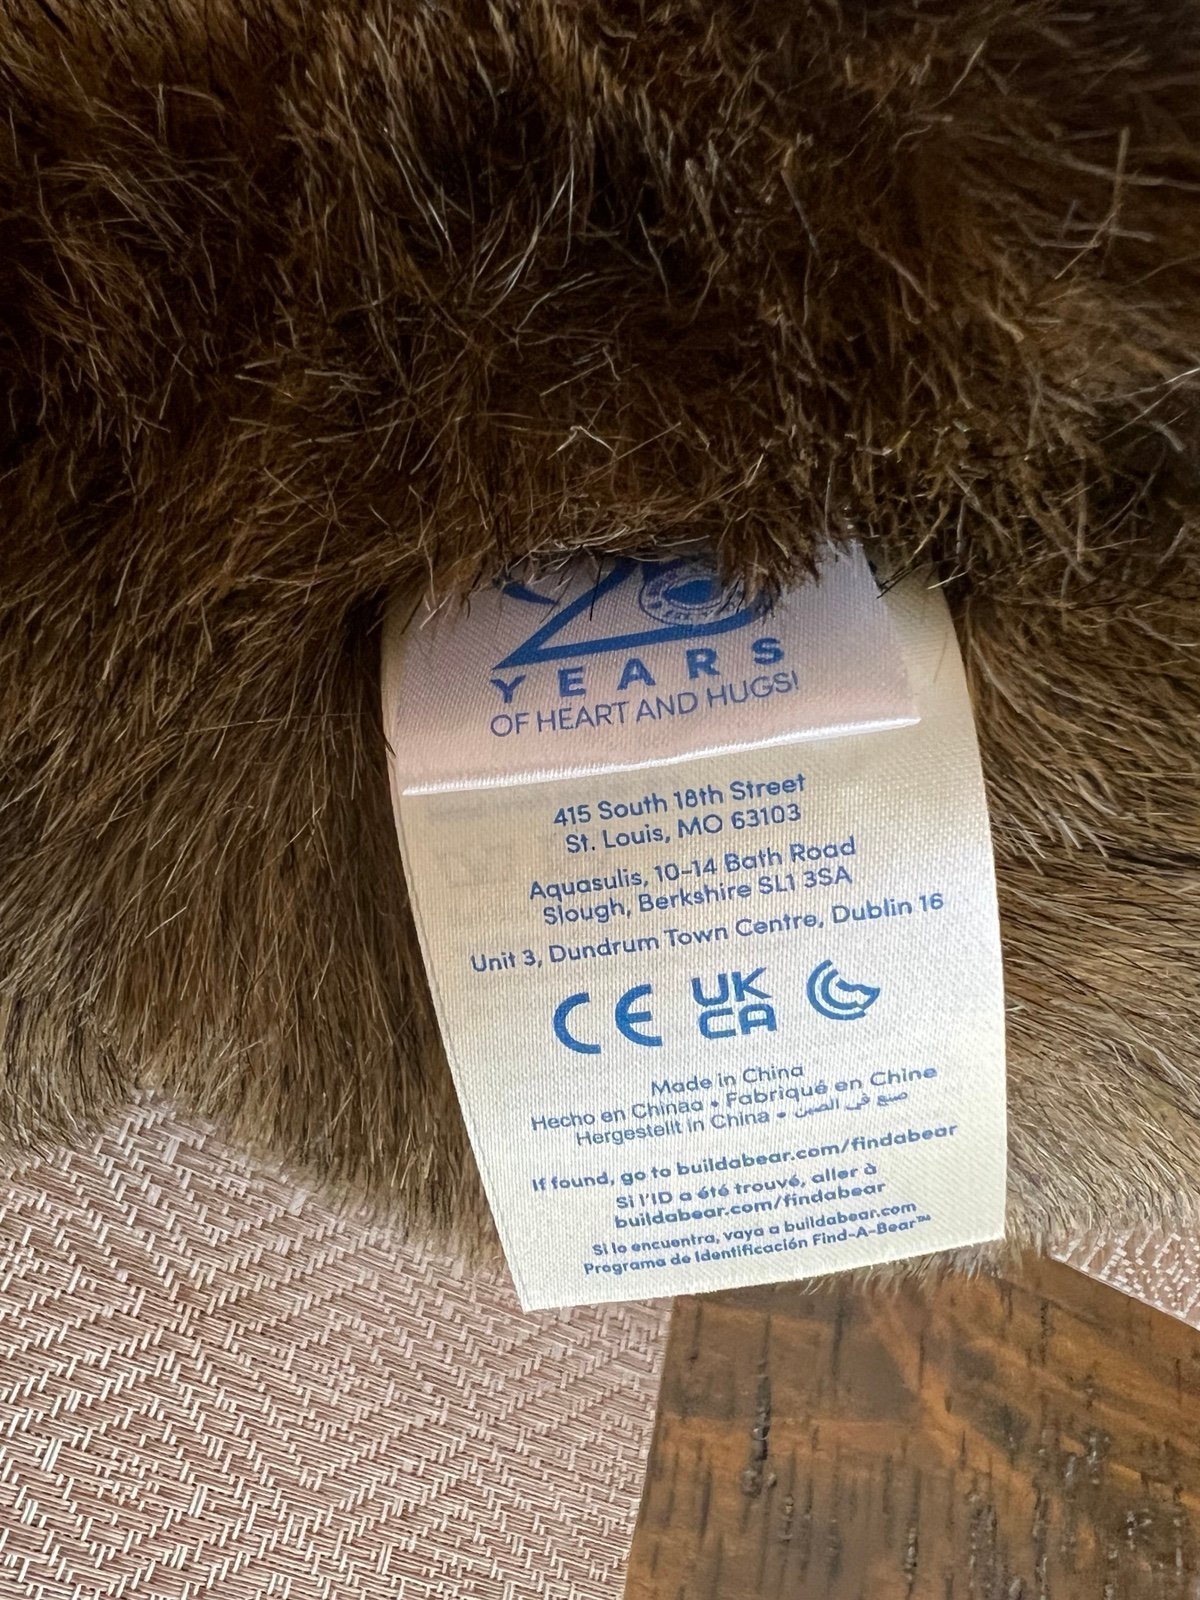 20
YEARS
OF HEART AND HUGS!
415 South 18th Street
St. Louis, MO 63103
Aquasulis, 10-14 Bath Road
Slough, Berkshire SL1 3SA
Unit 3, Dundrum Town Centre, Dublin 16
CE UK CA
Made in China
Hecho en Chinaa • Fabriqué en Chine
Hergestellt in China • صنع في الصين
If found, go to buildabear.com/findabear
Si l'ID a été trouvé, aller à
buildabear.com/findabear
Si lo encuentra, vaya a buildabear.com
Programa de Identificación Find-A-Bear™